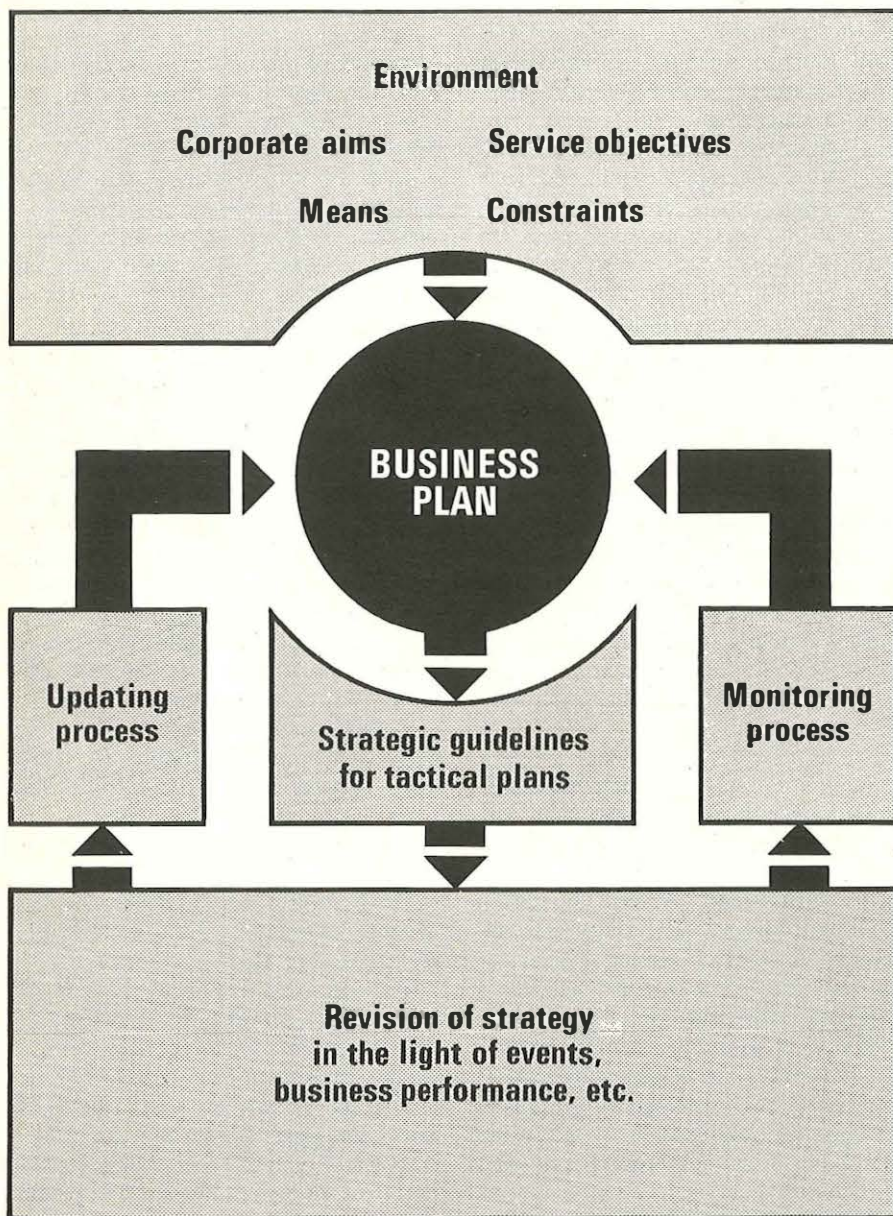 Environment
Corporate aims Service objectives
Means Constraints
BUSINESS
PLAN
Updating
process
Strategic guidelines
for tactical plans
Monitoring
process
Revision of strategy
in the light of events,
business performance, etc.